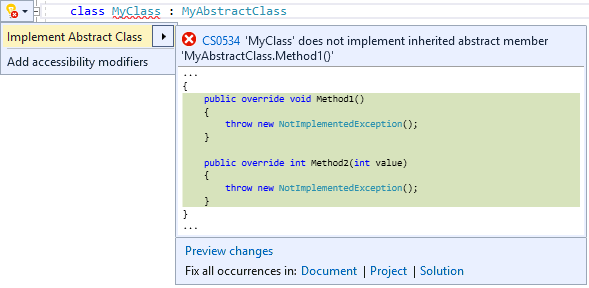 class MyClass : MyAbstractClass
Implement Abstract Class
Add accessibility modifiers
CS0534 'MyClass' does not implement inherited abstract member
'MyAbstractClass.Method1()'
...
{
public override void Method1()
{
throw new NotImplementedException();
}
public override int Method2(int value)
{
throw new NotImplementedException();
}
}
...
Preview changes
Fix all occurrences in: Document | Project | Solution